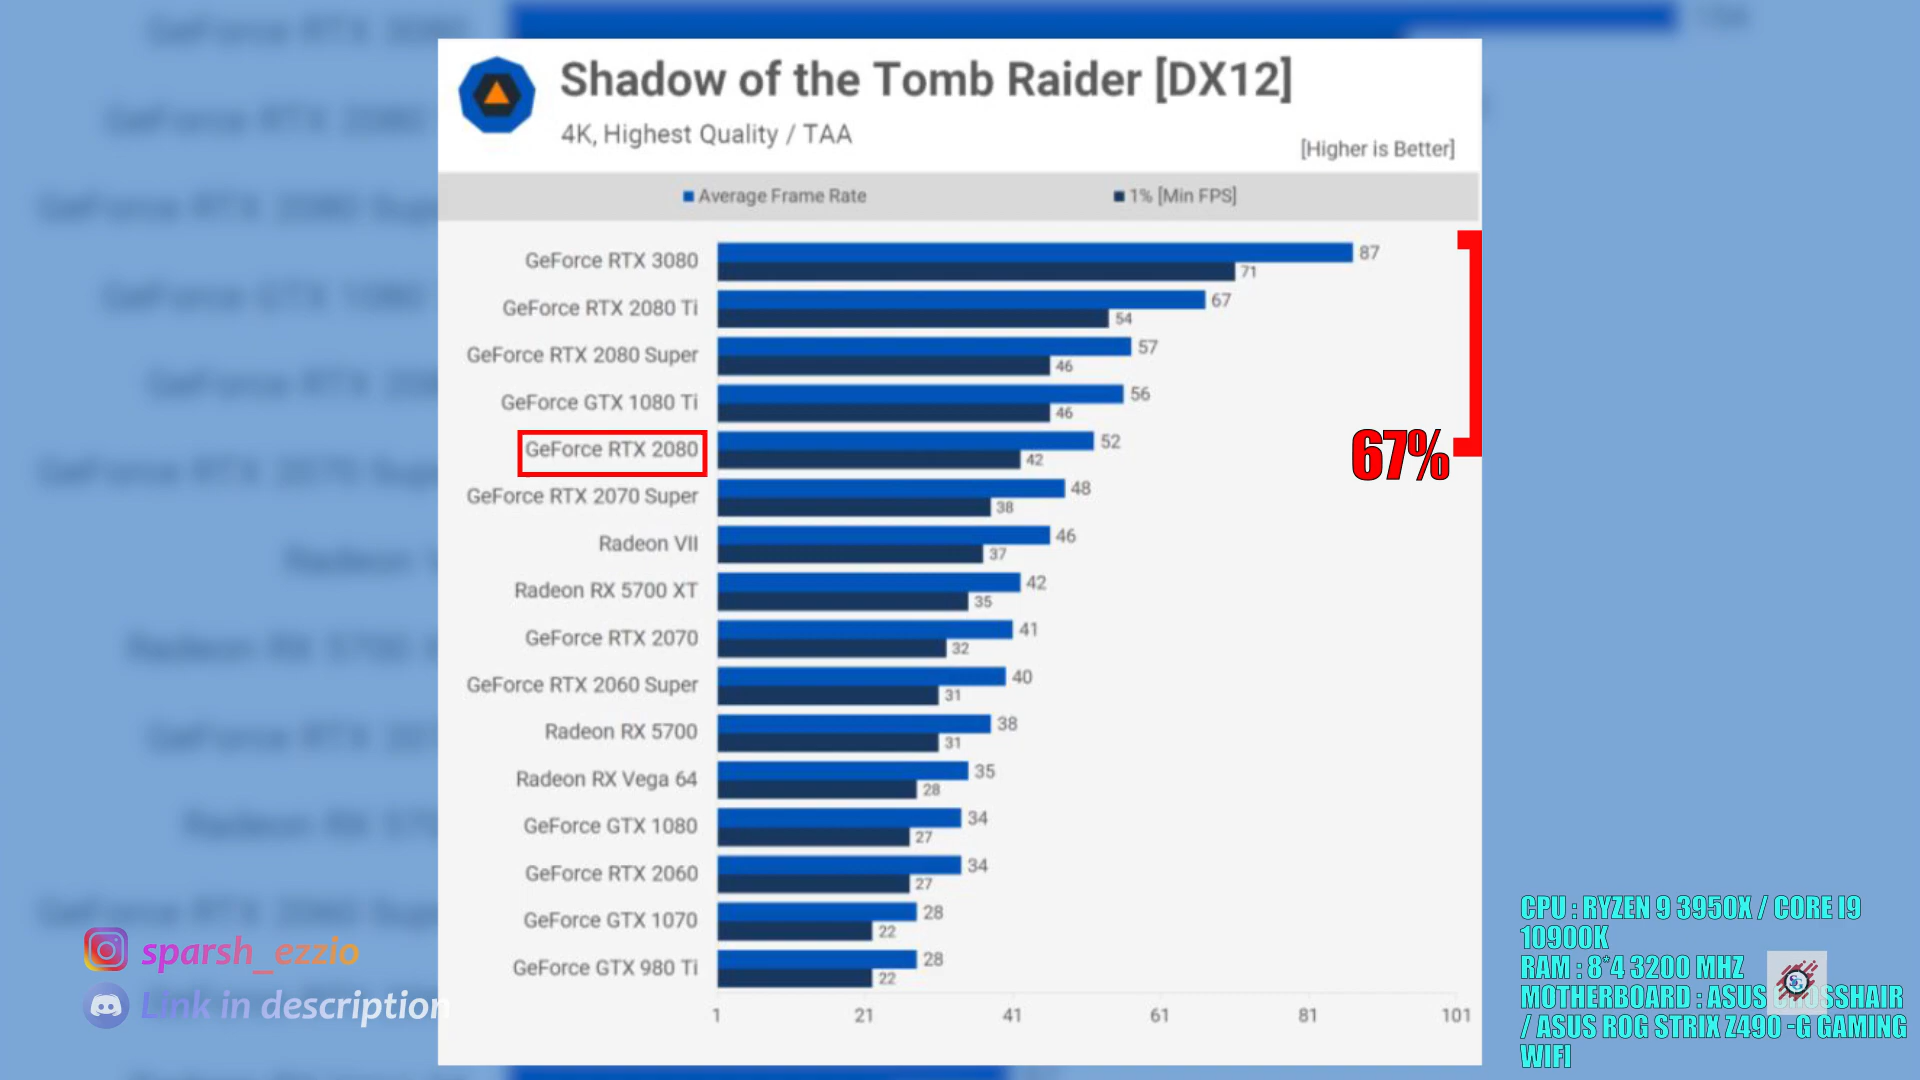 Shadow of the Tomb Raider [DX12]
4K, Highest Quality / TAA
[Higher is Better]
Average Frame Rate
1% [Min FPS]
GeForce RTX 3080
87
71
GeForce RTX 2080 Ti
67
54
GeForce RTX 2080 Super
57
46
GeForce GTX 1080 Ti
56
46
GeForce RTX 2080
52
42
67%
GeForce RTX 2070 Super
48
38
Radeon VII
46
37
Radeon RX 5700 XT
42
35
GeForce RTX 2070
41
32
GeForce RTX 2060 Super
40
31
Radeon RX 5700
38
31
Radeon RX Vega 64
35
28
GeForce GTX 1080
34
27
GeForce RTX 2060
34
27
GeForce GTX 1070
28
22
GeForce GTX 980 Ti
28
22
1 21 41 61 81 101
sparsh_ezzio
Link in description
CPU : RYZEN 9 3950X / CORE I9
10900K
RAM : 8*4 3200 MHZ
MOTHERBOARD : ASUS CROSSHAIR
/ ASUS ROG STRIX Z490 -G GAMING
WIFI